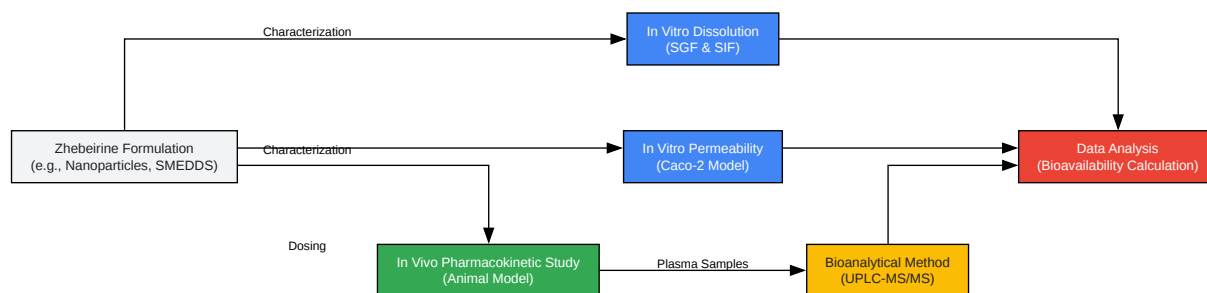 Characterization
In Vitro Dissolution
(SGF & SIF)
Zhebeirine Formulation
(e.g., Nanoparticles, SMEDDS)
Characterization
In Vitro Permeability
(Caco-2 Model)
Data Analysis
(Bioavailability Calculation)
Dosing
In Vivo Pharmacokinetic Study
(Animal Model)
Plasma Samples
Bioanalytical Method
(UPLC-MS/MS)